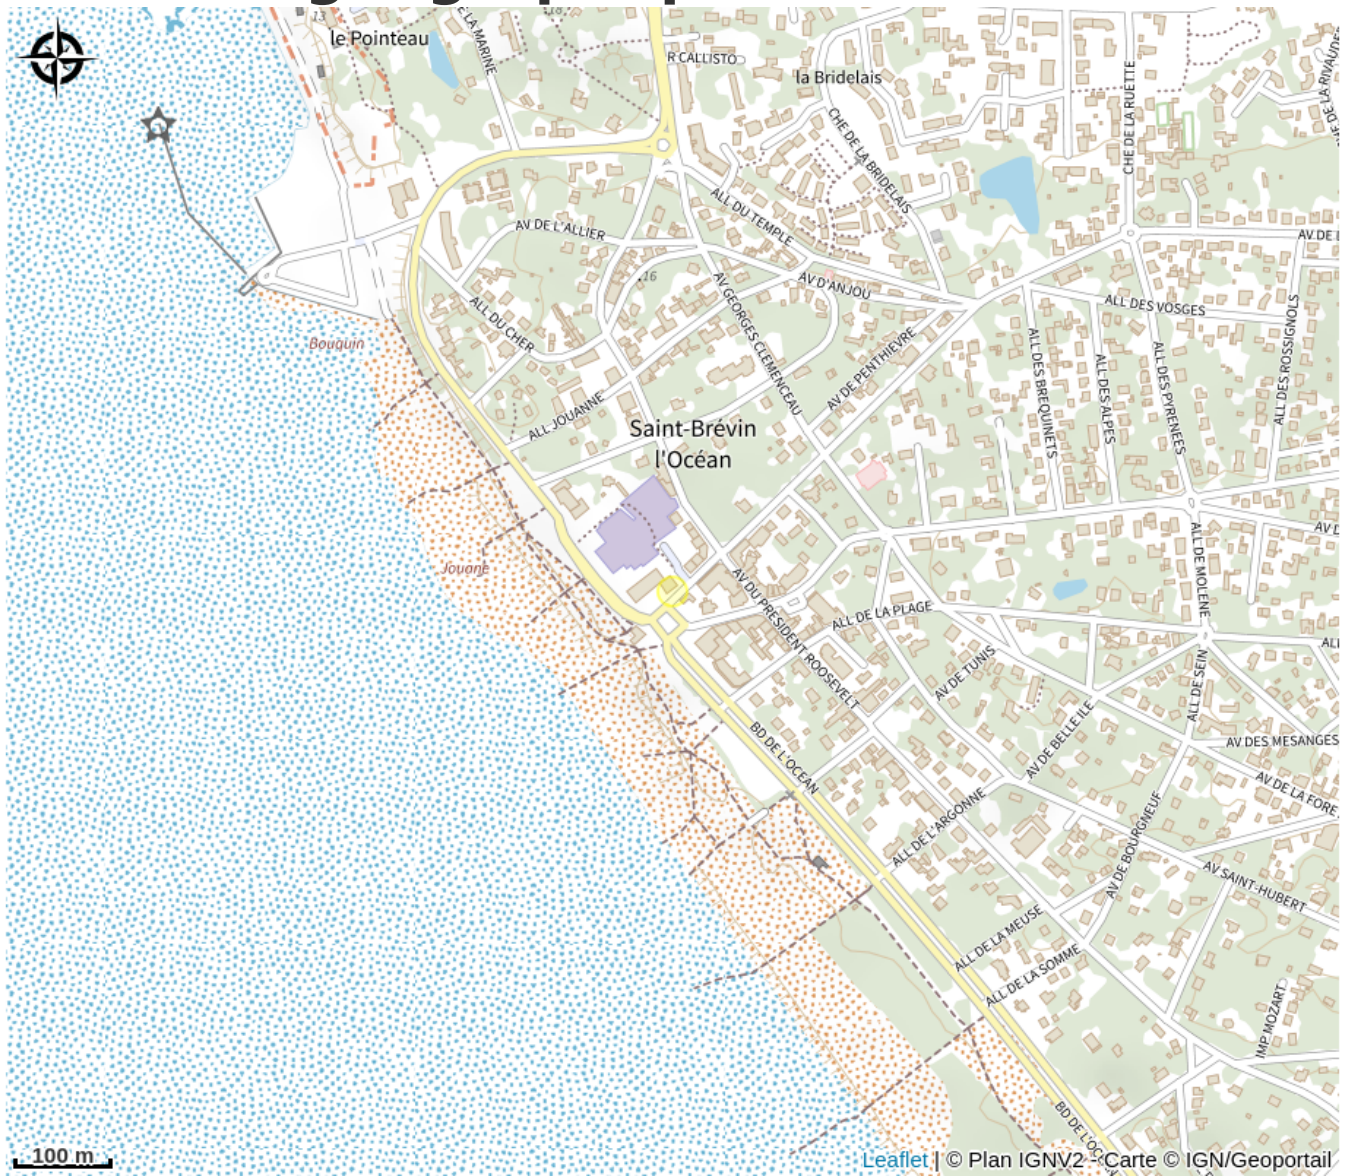 13
le Pointeau
DE LA MARINE
18
R CALLISTO
la Bridelais
CHE DE LA RUETTE
CHE DE LA BRIDELAIS
ALL DU TEMPLE
AV DE L'ALLIER
16
AV D'ANJOU
AV GEORGES CLEMENCEAU
ALL DES VOSGES
ALL DU CHER
Bouquin
AV DE PENTHIEVRE
ALL DES BREQUINETS
ALL DES ALPES
ALL DES PYRENEES
ALL DES ROSSIGNOLS
ALL JOUANNE
Saint-Brévin
l'Océan
Jouane
ALL DE MOLENE
AV DU PRESIDENT ROOSEVELT
ALL DE LA PLAGE
AV DE TUNIS
ALL DE SEIN
AV DE BELLE ILE
AV DES MESANGES
BD DE L'OCEAN
AV DE LA FORE
ALL DE L'ARGONNE
AV DE BOURGNEUF
AV SAINT-HUBERT
ALL DE LA MEUSE
ALL DE LA SOMME
IMP MOZART
BD DE L'OCEAN
100 m
Leaflet | © Plan IGNV2 - Carte © IGN/Geoportail